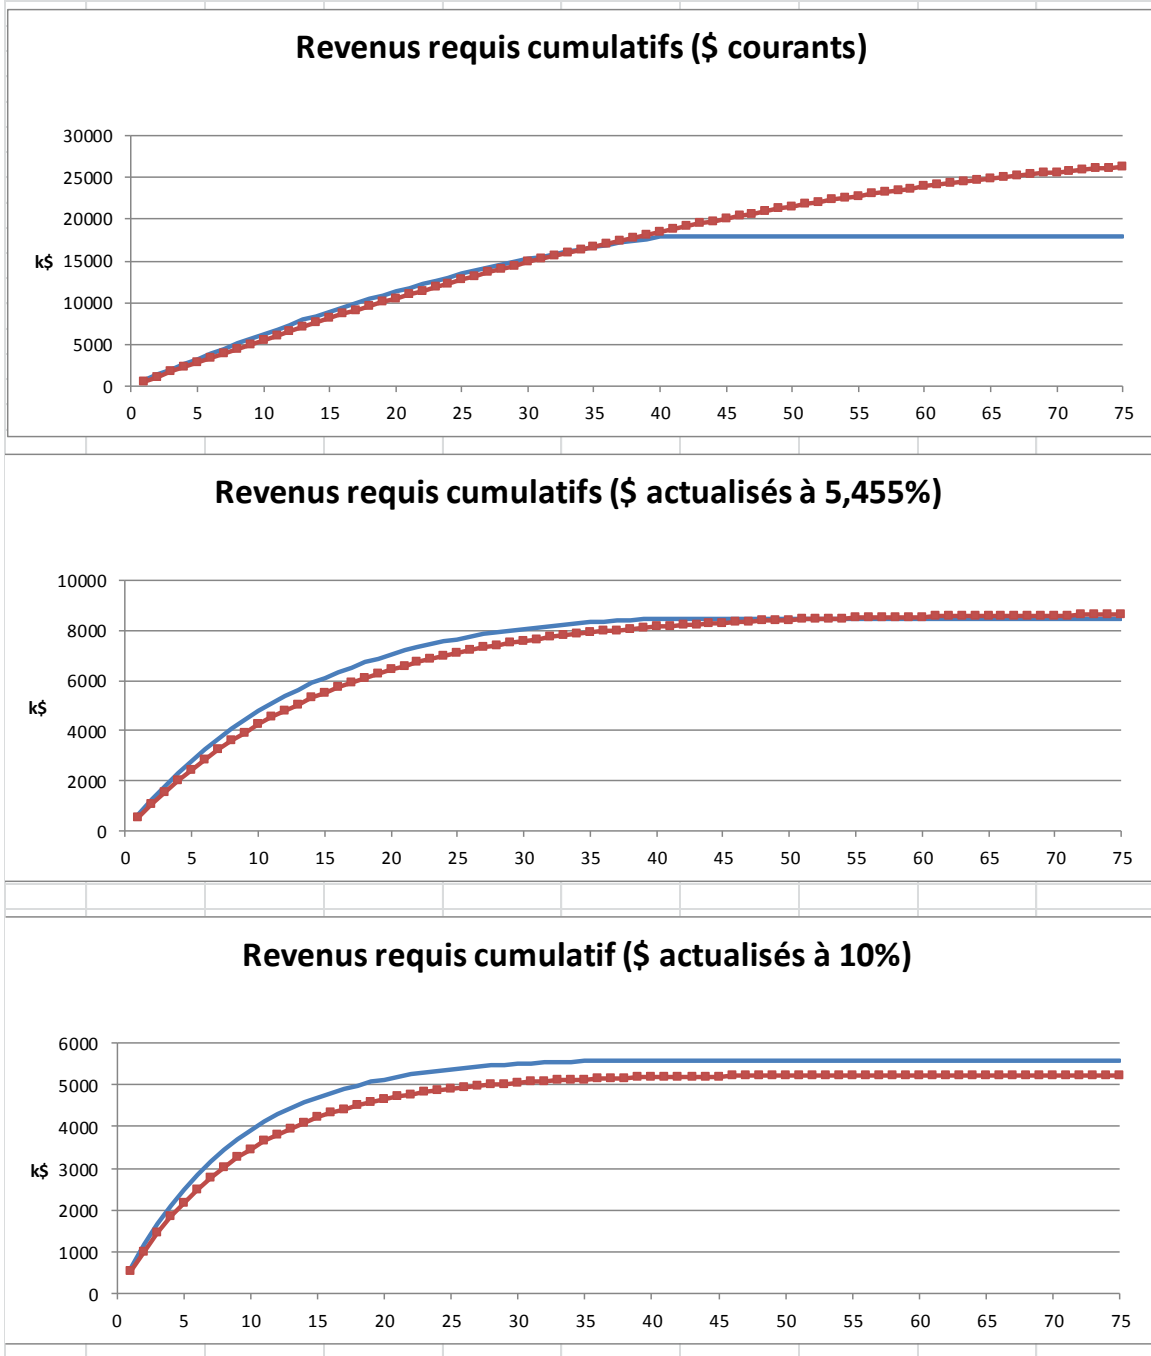 Revenus requis cumulatifs ($ courants)
30000
25000
20000
k$ 15000
10000
5000
0
0 5 10 15 20 25 30 35 40 45 50 55 60 65 70 75
Revenus requis cumulatifs ($ actualisés à 5,455%)
10000
8000
6000
k$
4000
2000
0
0 5 10 15 20 25 30 35 40 45 50 55 60 65 70 75
Revenus requis cumulatif ($ actualisés à 10%)
6000
5000
4000
k$ 3000
2000
1000
0
0 5 10 15 20 25 30 35 40 45 50 55 60 65 70 75